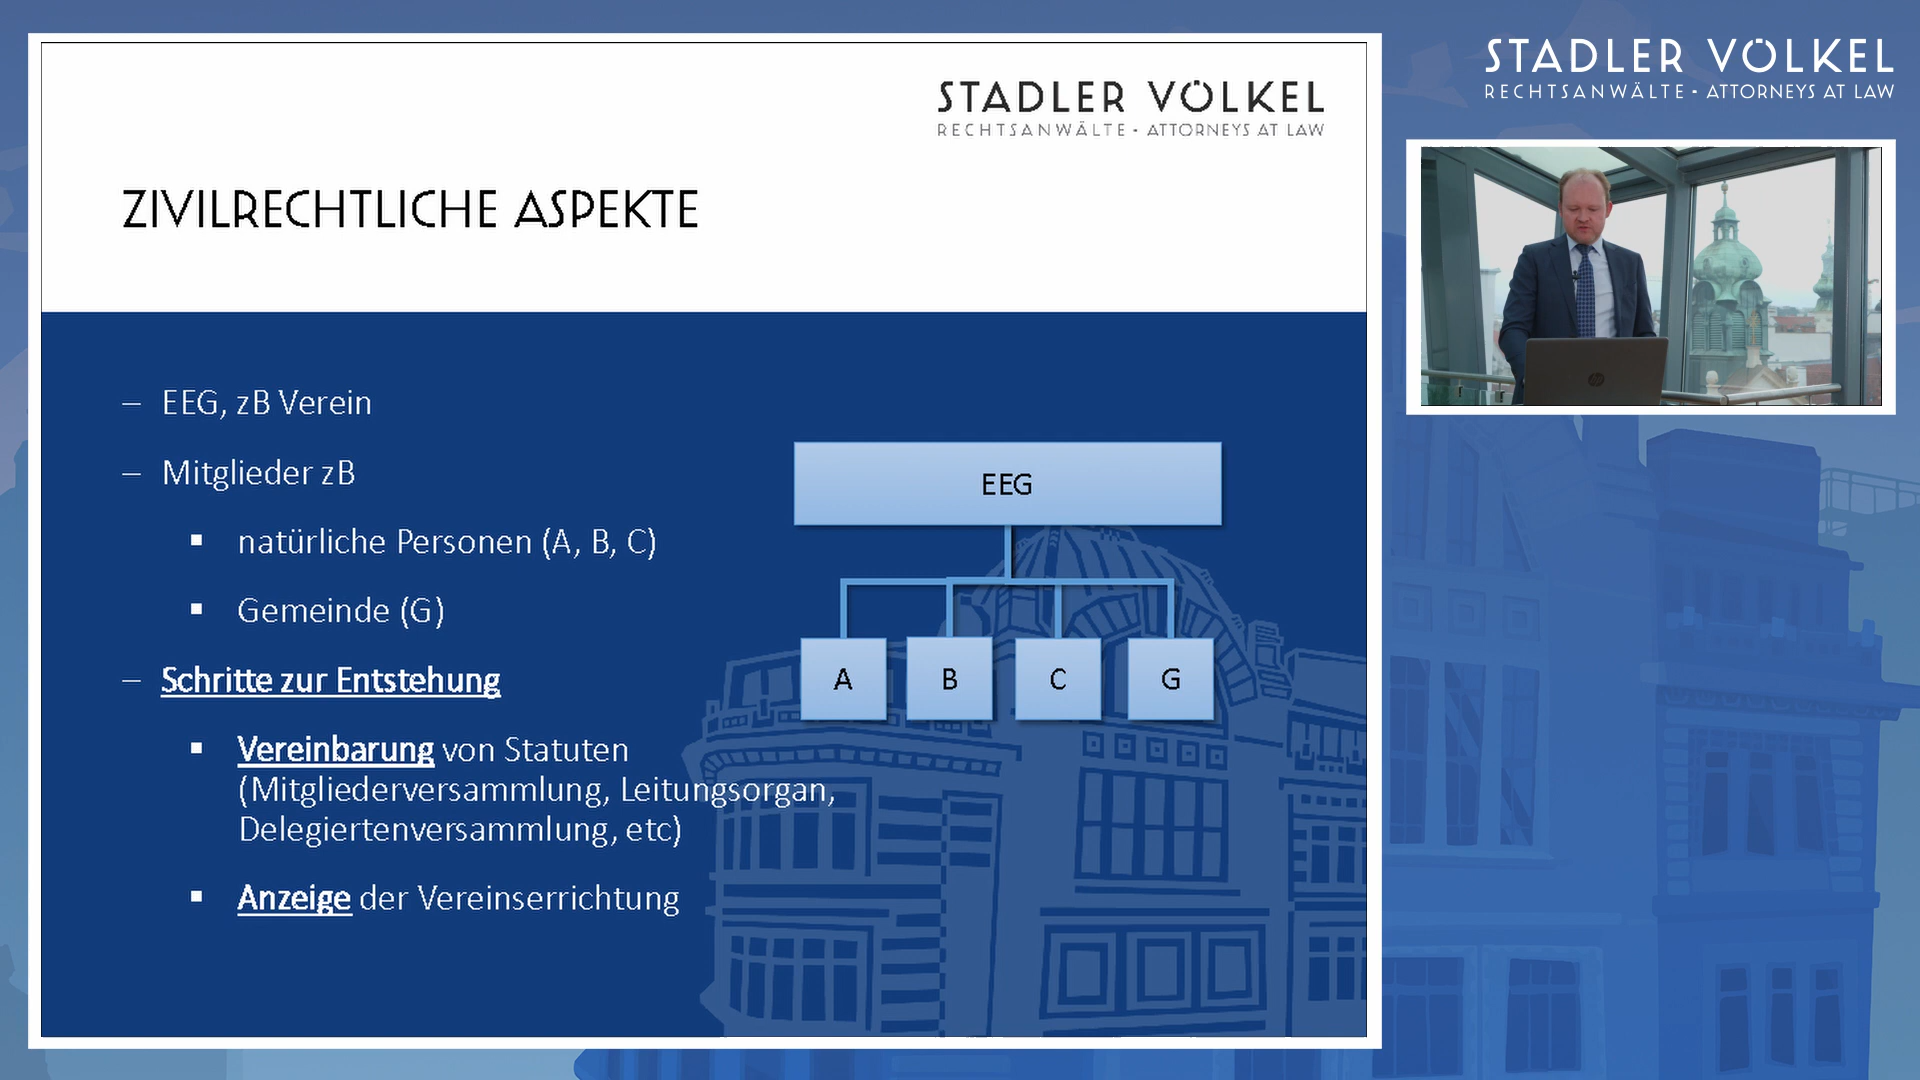 STADLER VÖLKEL
RECHTSANWÄLTE • ATTORNEYS AT LAW
ZIVILRECHTLICHE ASPEKTE
– EEG, zB Verein
– Mitglieder zB
▪ natürliche Personen (A, B, C)
▪ Gemeinde (G)
– Schritte zur Entstehung
▪ Vereinbarung von Statuten
(Mitgliederversammlung, Leitungsorgan,
Delegiertenversammlung, etc)
▪ Anzeige der Vereinserrichtung
EEG
A B C G
STADLER VÖLKEL
RECHTSANWÄLTE • ATTORNEYS AT LAW
hp